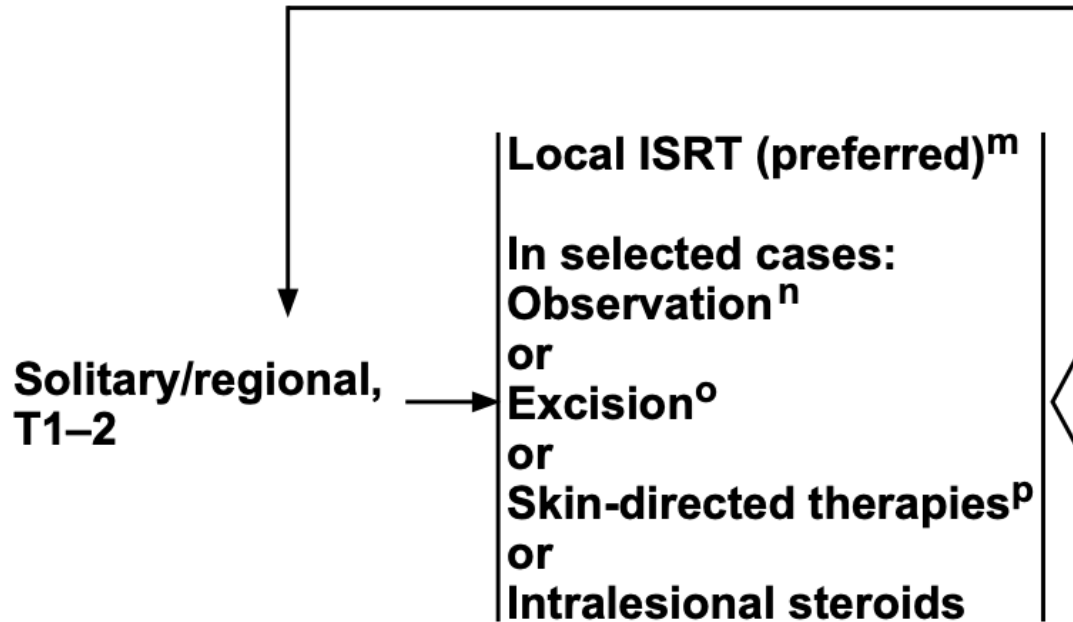 Solitary/regional,
T1–2
Local ISRT (preferred)m
In selected cases:
Observationn
or
Excisiono
or
Skin-directed therapiesp
or
Intralesional steroids